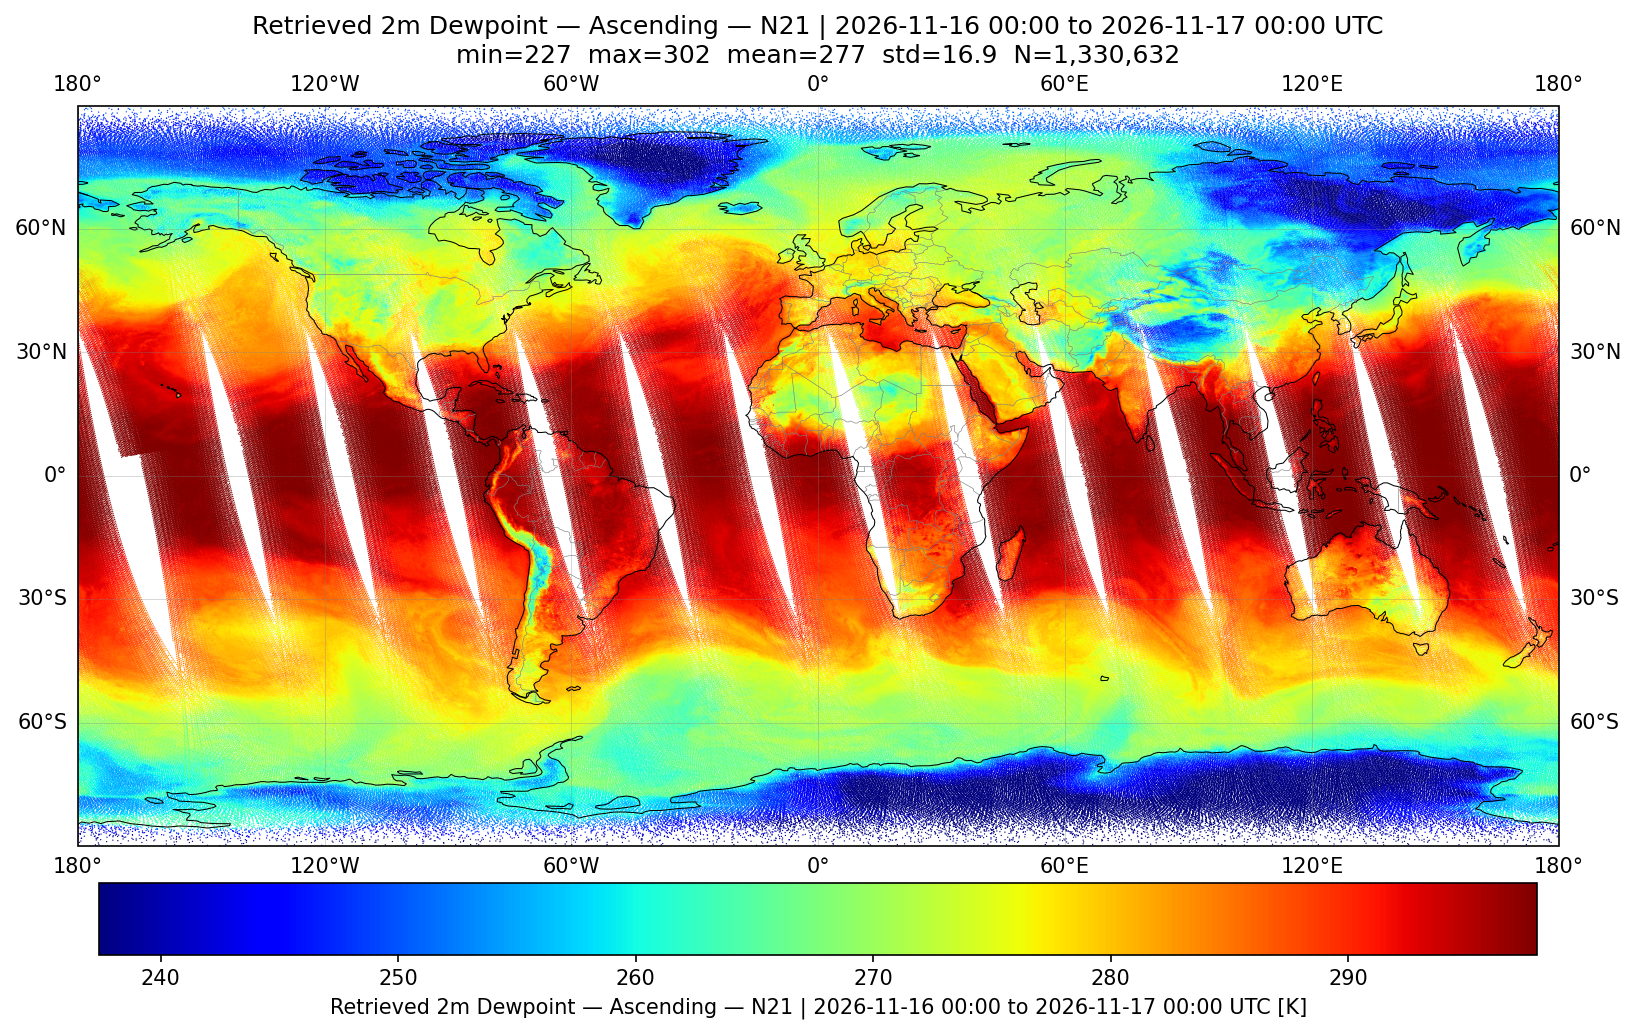 Retrieved 2m Dewpoint — Ascending — N21 | 2026-11-16 00:00 to 2026-11-17 00:00 UTC
min=227  max=302  mean=277  std=16.9  N=1,330,632
180° 120°W 60°W 0° 60°E 120°E 180°
60°N 60°N
30°N 30°N
0° 0°
30°S 30°S
60°S 60°S
180° 120°W 60°W 0° 60°E 120°E 180°
240 250 260 270 280 290
Retrieved 2m Dewpoint — Ascending — N21 | 2026-11-16 00:00 to 2026-11-17 00:00 UTC [K]